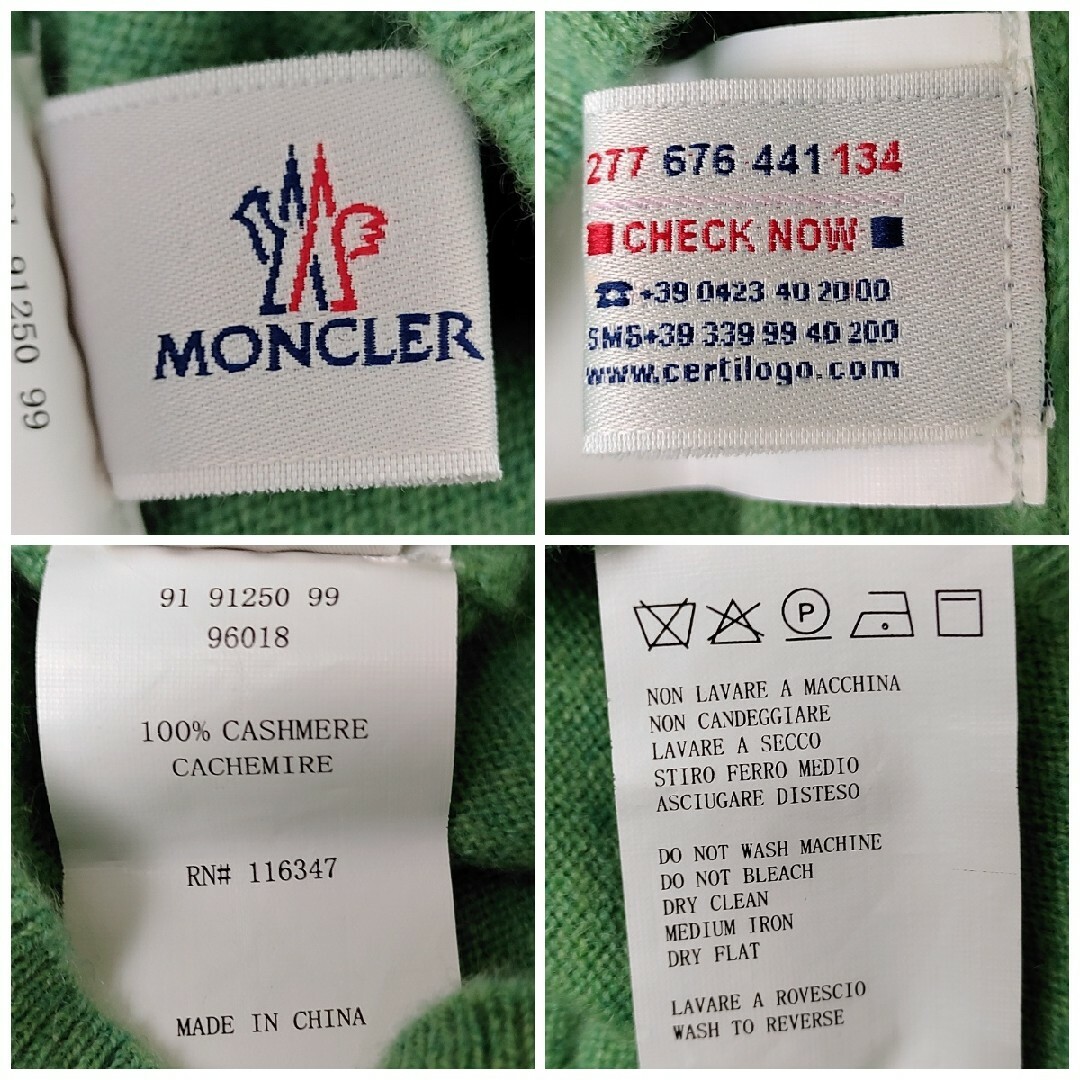 91 91250 99
MONCLER
277 676 441 134
CHECK NOW
+39 0423 40 2000
SMS+39 339 99 40 200
www.certilogo.com
91 91250 99
96018
100% CASHMERE
CACHEMIRE
RN# 116347
MADE IN CHINA
P
NON LAVARE A MACCHINA
NON CANDEGGIARE
LAVARE A SECCO
STIRO FERRO MEDIO
ASCIUGARE DISTESO
DO NOT WASH MACHINE
DO NOT BLEACH
DRY CLEAN
MEDIUM IRON
DRY FLAT
LAVARE A ROVESCIO
WASH TO REVERSE